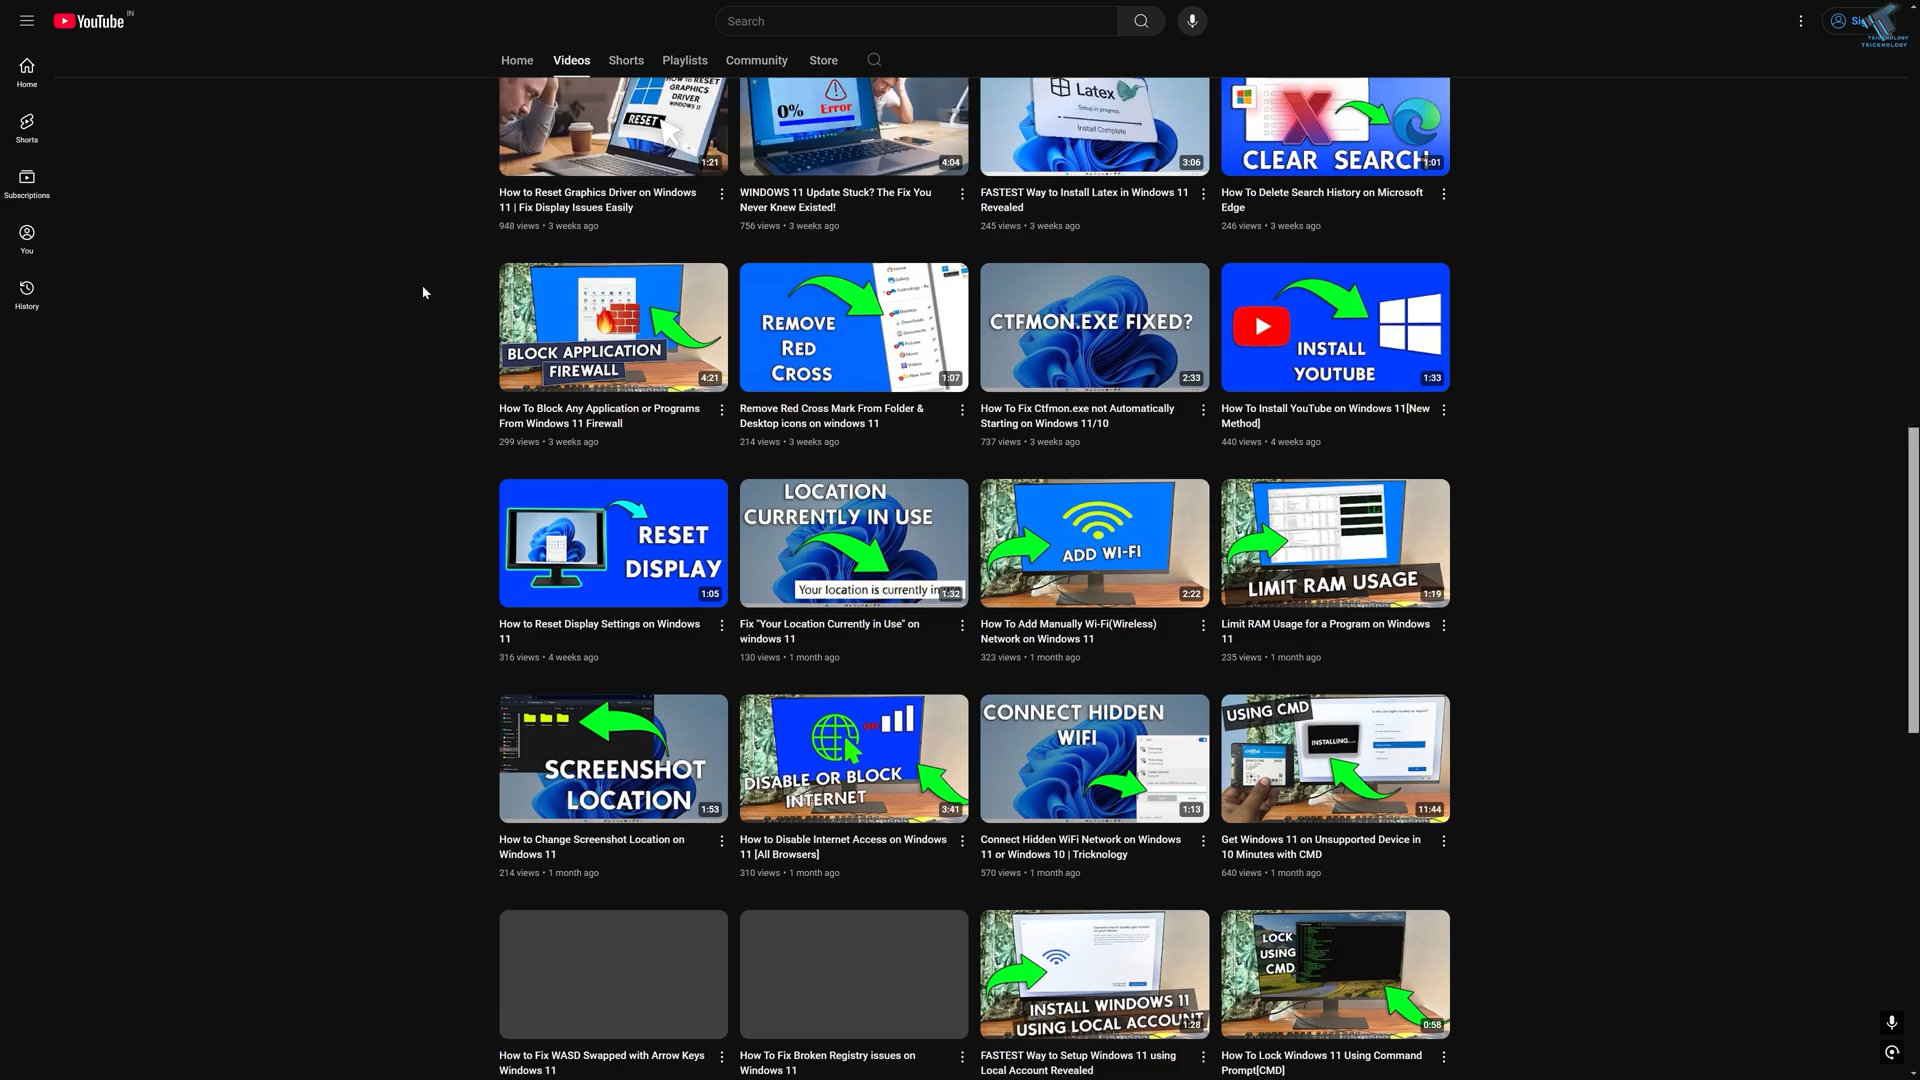 YouTube IN
Search
TRICKNOLOGY
Home
Videos
Shorts
Playlists
Community
Store
Home
Shorts
Subscriptions
You
History
HOW TO RESET
GRAPHICS
DRIVER
WINDOWS 11
RESET
1:21
0% Error
4:04
Latex
Setup in progress
Install Complete
3:06
CLEAR SEARCH
1:01
How to Reset Graphics Driver on Windows
11 | Fix Display Issues Easily
948 views • 3 weeks ago
WINDOWS 11 Update Stuck? The Fix You
Never Knew Existed!
756 views • 3 weeks ago
FASTEST Way to Install Latex in Windows 11
Revealed
245 views • 3 weeks ago
How To Delete Search History on Microsoft
Edge
246 views • 3 weeks ago
BLOCK APPLICATION
FIREWALL
4:21
REMOVE
RED
CROSS
1:07
CTFMON.EXE FIXED?
2:33
INSTALL
YOUTUBE
1:33
How To Block Any Application or Programs
From Windows 11 Firewall
299 views • 3 weeks ago
Remove Red Cross Mark From Folder &
Desktop icons on windows 11
214 views • 3 weeks ago
How To Fix Ctfmon.exe not Automatically
Starting on Windows 11/10
737 views • 3 weeks ago
How To Install YouTube on Windows 11[New
Method]
440 views • 4 weeks ago
RESET
DISPLAY
1:05
LOCATION
CURRENTLY IN USE
Your location is currently in
1:32
ADD WI-FI
2:22
LIMIT RAM USAGE
1:19
How to Reset Display Settings on Windows
11
316 views • 4 weeks ago
Fix "Your Location Currently in Use" on
windows 11
130 views • 1 month ago
How To Add Manually Wi-Fi(Wireless)
Network on Windows 11
323 views • 1 month ago
Limit RAM Usage for a Program on Windows
11
235 views • 1 month ago
SCREENSHOT
LOCATION
1:53
OFF
DISABLE OR BLOCK
INTERNET
3:41
CONNECT HIDDEN
WIFI
1:13
USING CMD
INSTALLING....
11:44
How to Change Screenshot Location on
Windows 11
214 views • 1 month ago
How to Disable Internet Access on Windows
11 [All Browsers]
310 views • 1 month ago
Connect Hidden WiFi Network on Windows
11 or Windows 10 | Tricknology
570 views • 1 month ago
Get Windows 11 on Unsupported Device in
10 Minutes with CMD
640 views • 1 month ago
INSTALL WINDOWS 11
USING LOCAL ACCOUNT
1:28
LOCK
USING
CMD
0:58
How to Fix WASD Swapped with Arrow Keys
Windows 11
How To Fix Broken Registry issues on
Windows 11
FASTEST Way to Setup Windows 11 using
Local Account Revealed
How To Lock Windows 11 Using Command
Prompt[CMD]